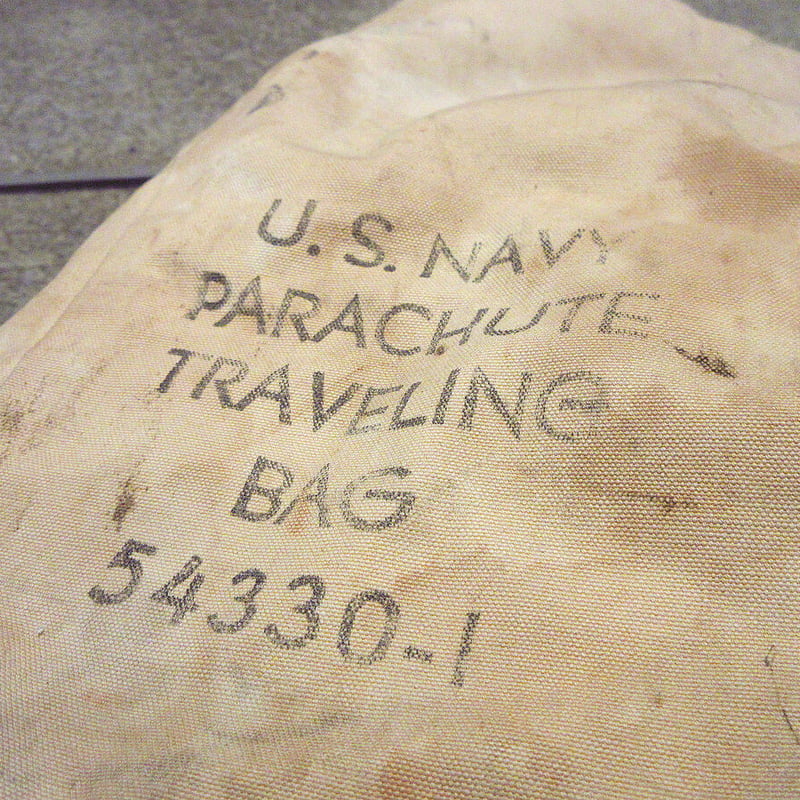 U.S. NAVY
PARACHUTE
TRAVELING
BAG
54330-1